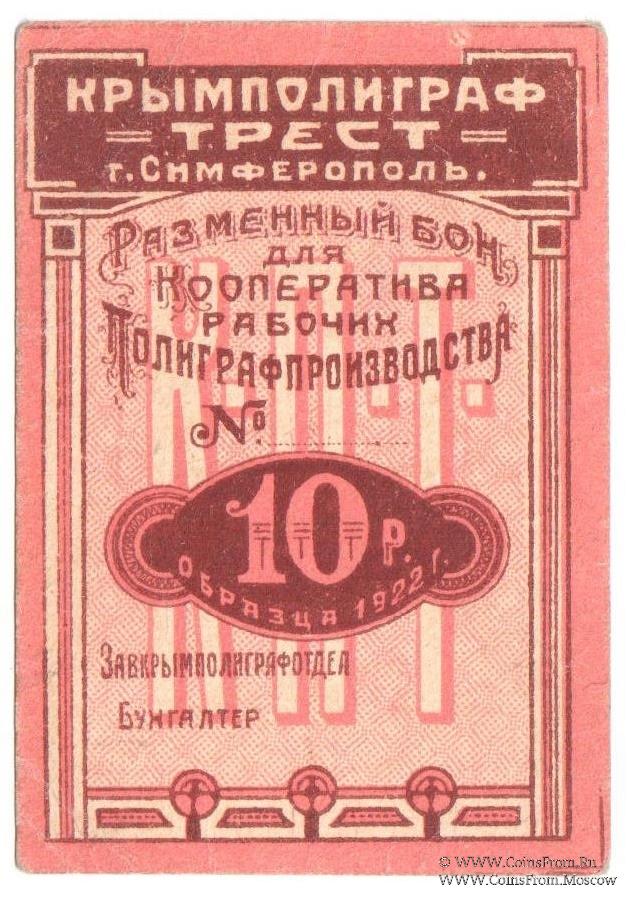 КРЫМПОЛИГРАФ
ТРЕСТ
г. СИМФЕРОПОЛЬ.
РАЗМЕННЫЙ БОН
ДЛЯ
КООПЕРАТИВА
РАБОЧИХ
ПОЛИГРАФПРОИЗВОДСТВА
К.П.Т.
№
10 Р.
ОБРАЗЦА 1922 г.
ЗАВКРЫМПОЛИГРАФОТДЕЛ
БУХГАЛТЕР
К П Т
© WWW.CoinsFrom.Ru
WWW.CoinsFrom.Moscow